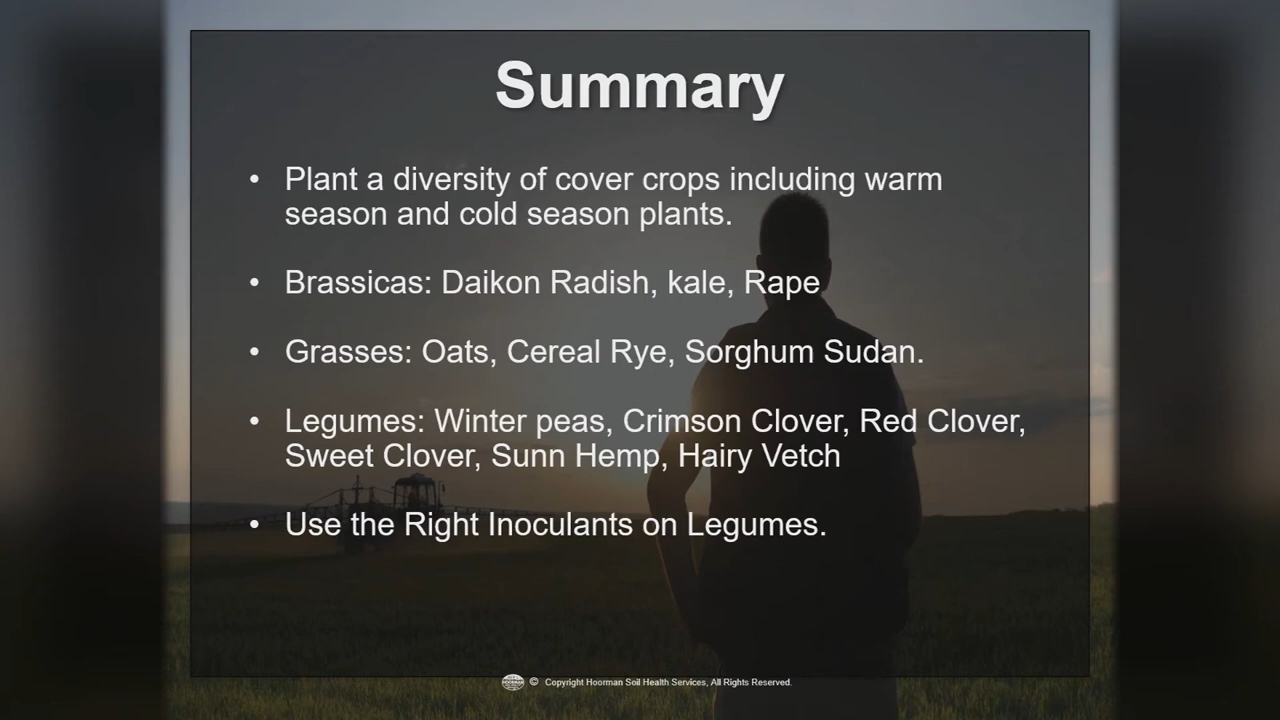 Summary
• Plant a diversity of cover crops including warm
season and cold season plants.
• Brassicas: Daikon Radish, kale, Rape
• Grasses: Oats, Cereal Rye, Sorghum Sudan.
• Legumes: Winter peas, Crimson Clover, Red Clover,
Sweet Clover, Sunn Hemp, Hairy Vetch
• Use the Right Inoculants on Legumes.
© Copyright Hoorman Soil Health Services, All Rights Reserved.